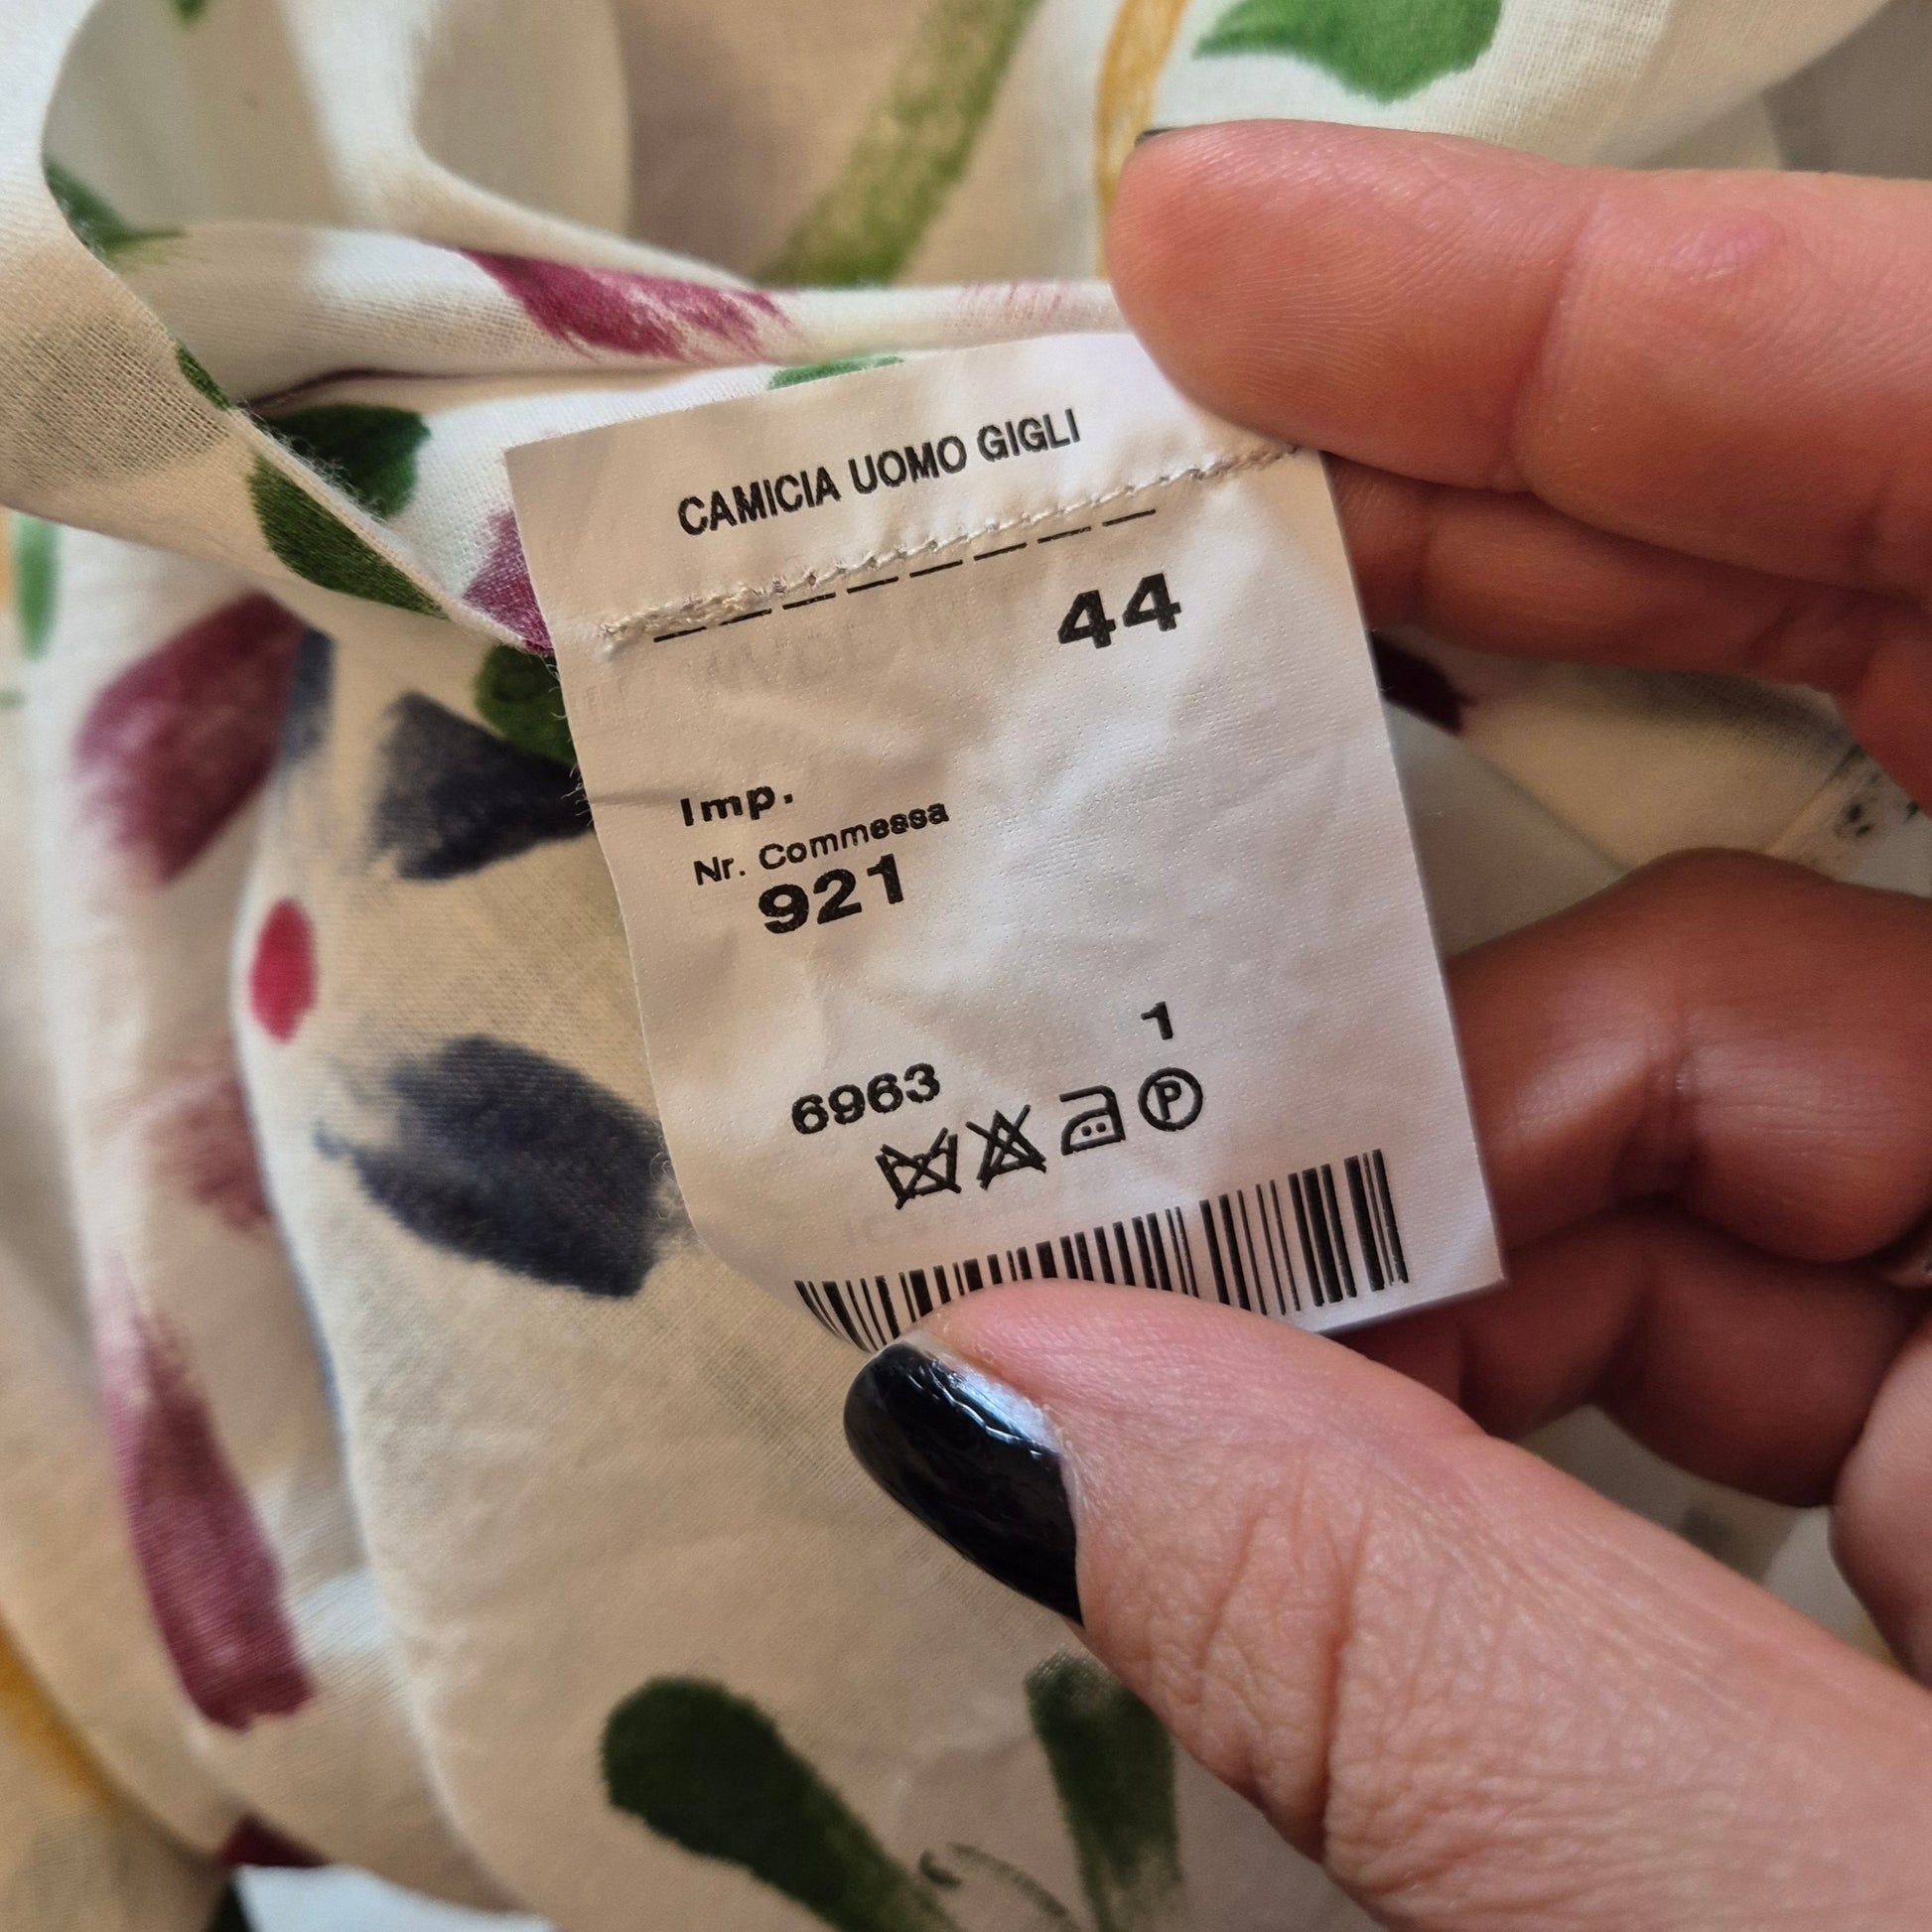 CAMICIA UOMO GIGLI
44
Imp.
Nr. Commessa
921
1
6963
P